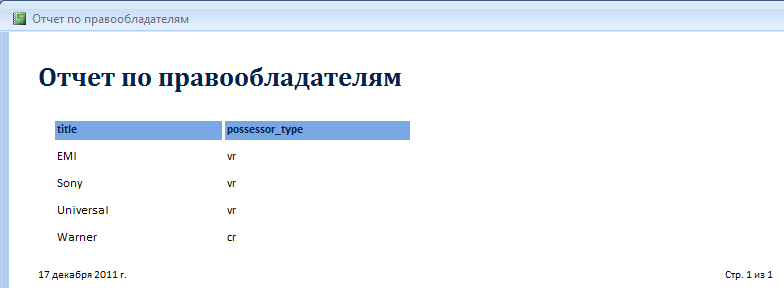 Отчет по правообладателям
Отчет по правообладателям
title possessor_type
EMI vr
Sony vr
Universal vr
Warner cr
17 декабря 2011 г. Стр. 1 из 1